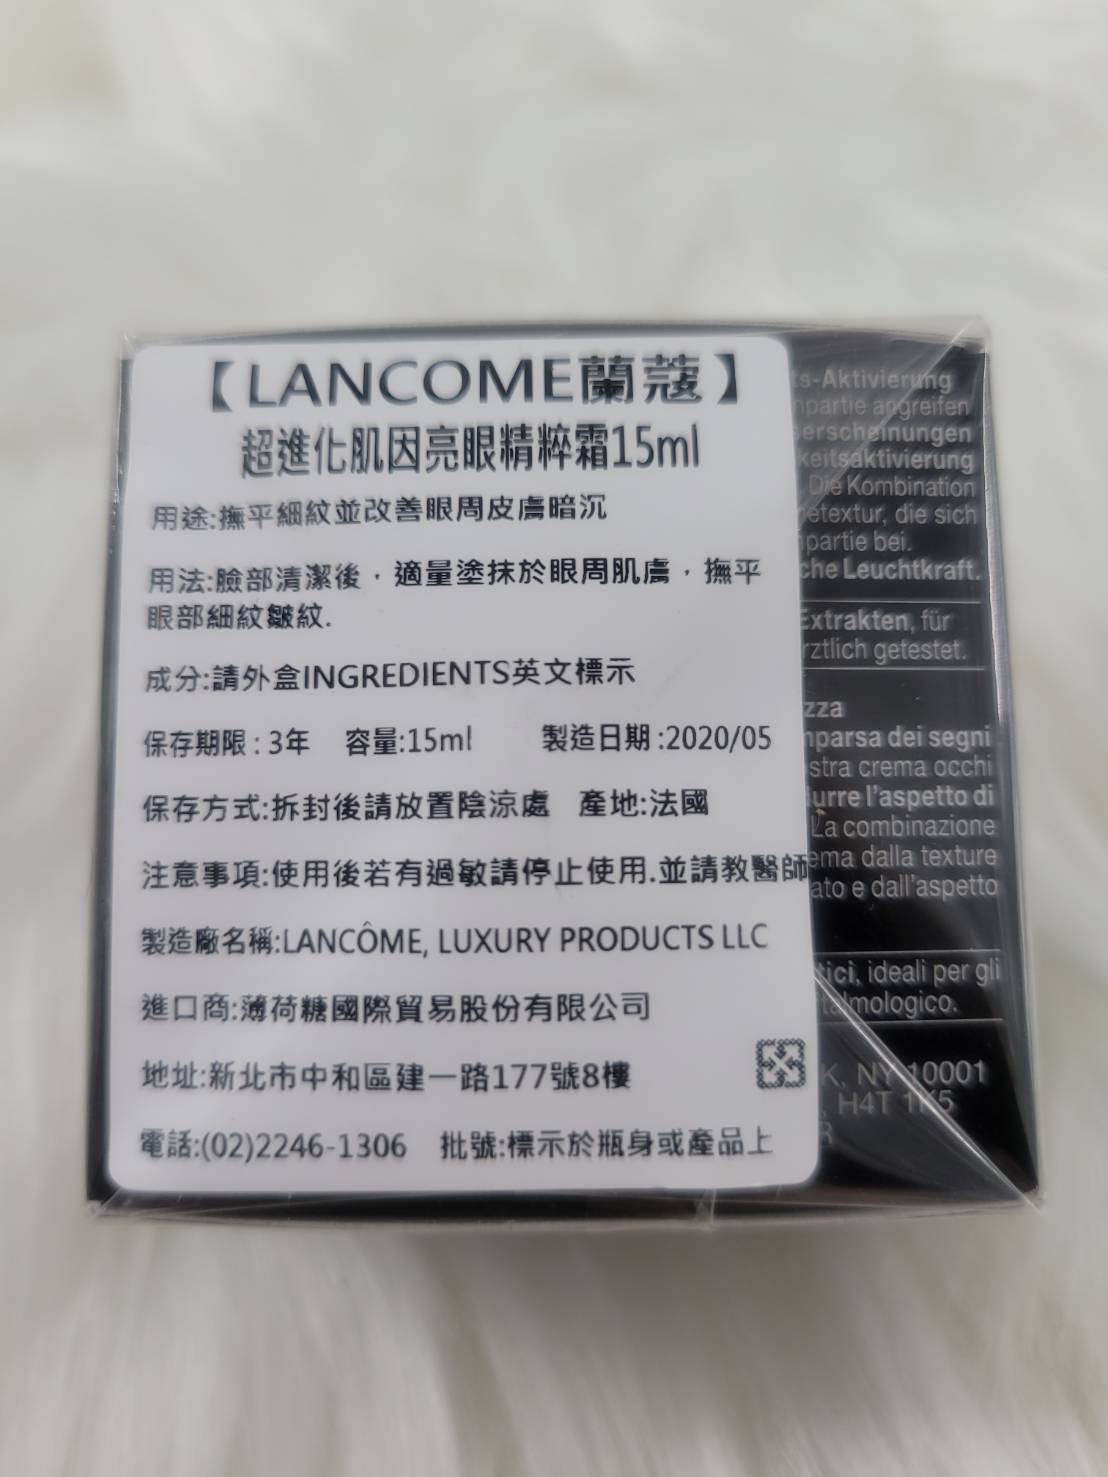 【LANCOME蘭蔻】
超進化肌因亮眼精粹霜15ml
用途:撫平細紋並改善眼周皮膚暗沉
用法:臉部清潔後，適量塗抹於眼周肌膚，撫平
眼部細紋皺紋.
成分:請外盒INGREDIENTS英文標示
保存期限:3年 容量:15ml 製造日期:2020/05
保存方式:拆封後請放置陰涼處 產地:法國
注意事項:使用後若有過敏請停止使用.並請教醫師
製造廠名稱:LANCÔME, LUXURY PRODUCTS LLC
進口商:薄荷糖國際貿易股份有限公司
地址:新北市中和區建一路177號8樓
電話:(02)2246-1306 批號:標示於瓶身或產品上
s-Aktivierung
npartie angreifen
erscheinungen
keitsaktivierung
Die Kombination
etextur, die sich
partie bei.
che Leuchtkraft.
Extrakten, für
rztlich getestet.
zza
mparsa dei segni
stra crema occhi
urre l'aspetto di
La combinazione
ema dalla texture
ato e dall'aspetto
tici, ideali per gli
talmologico.
K, NY 10001
, H4T 1K5
R